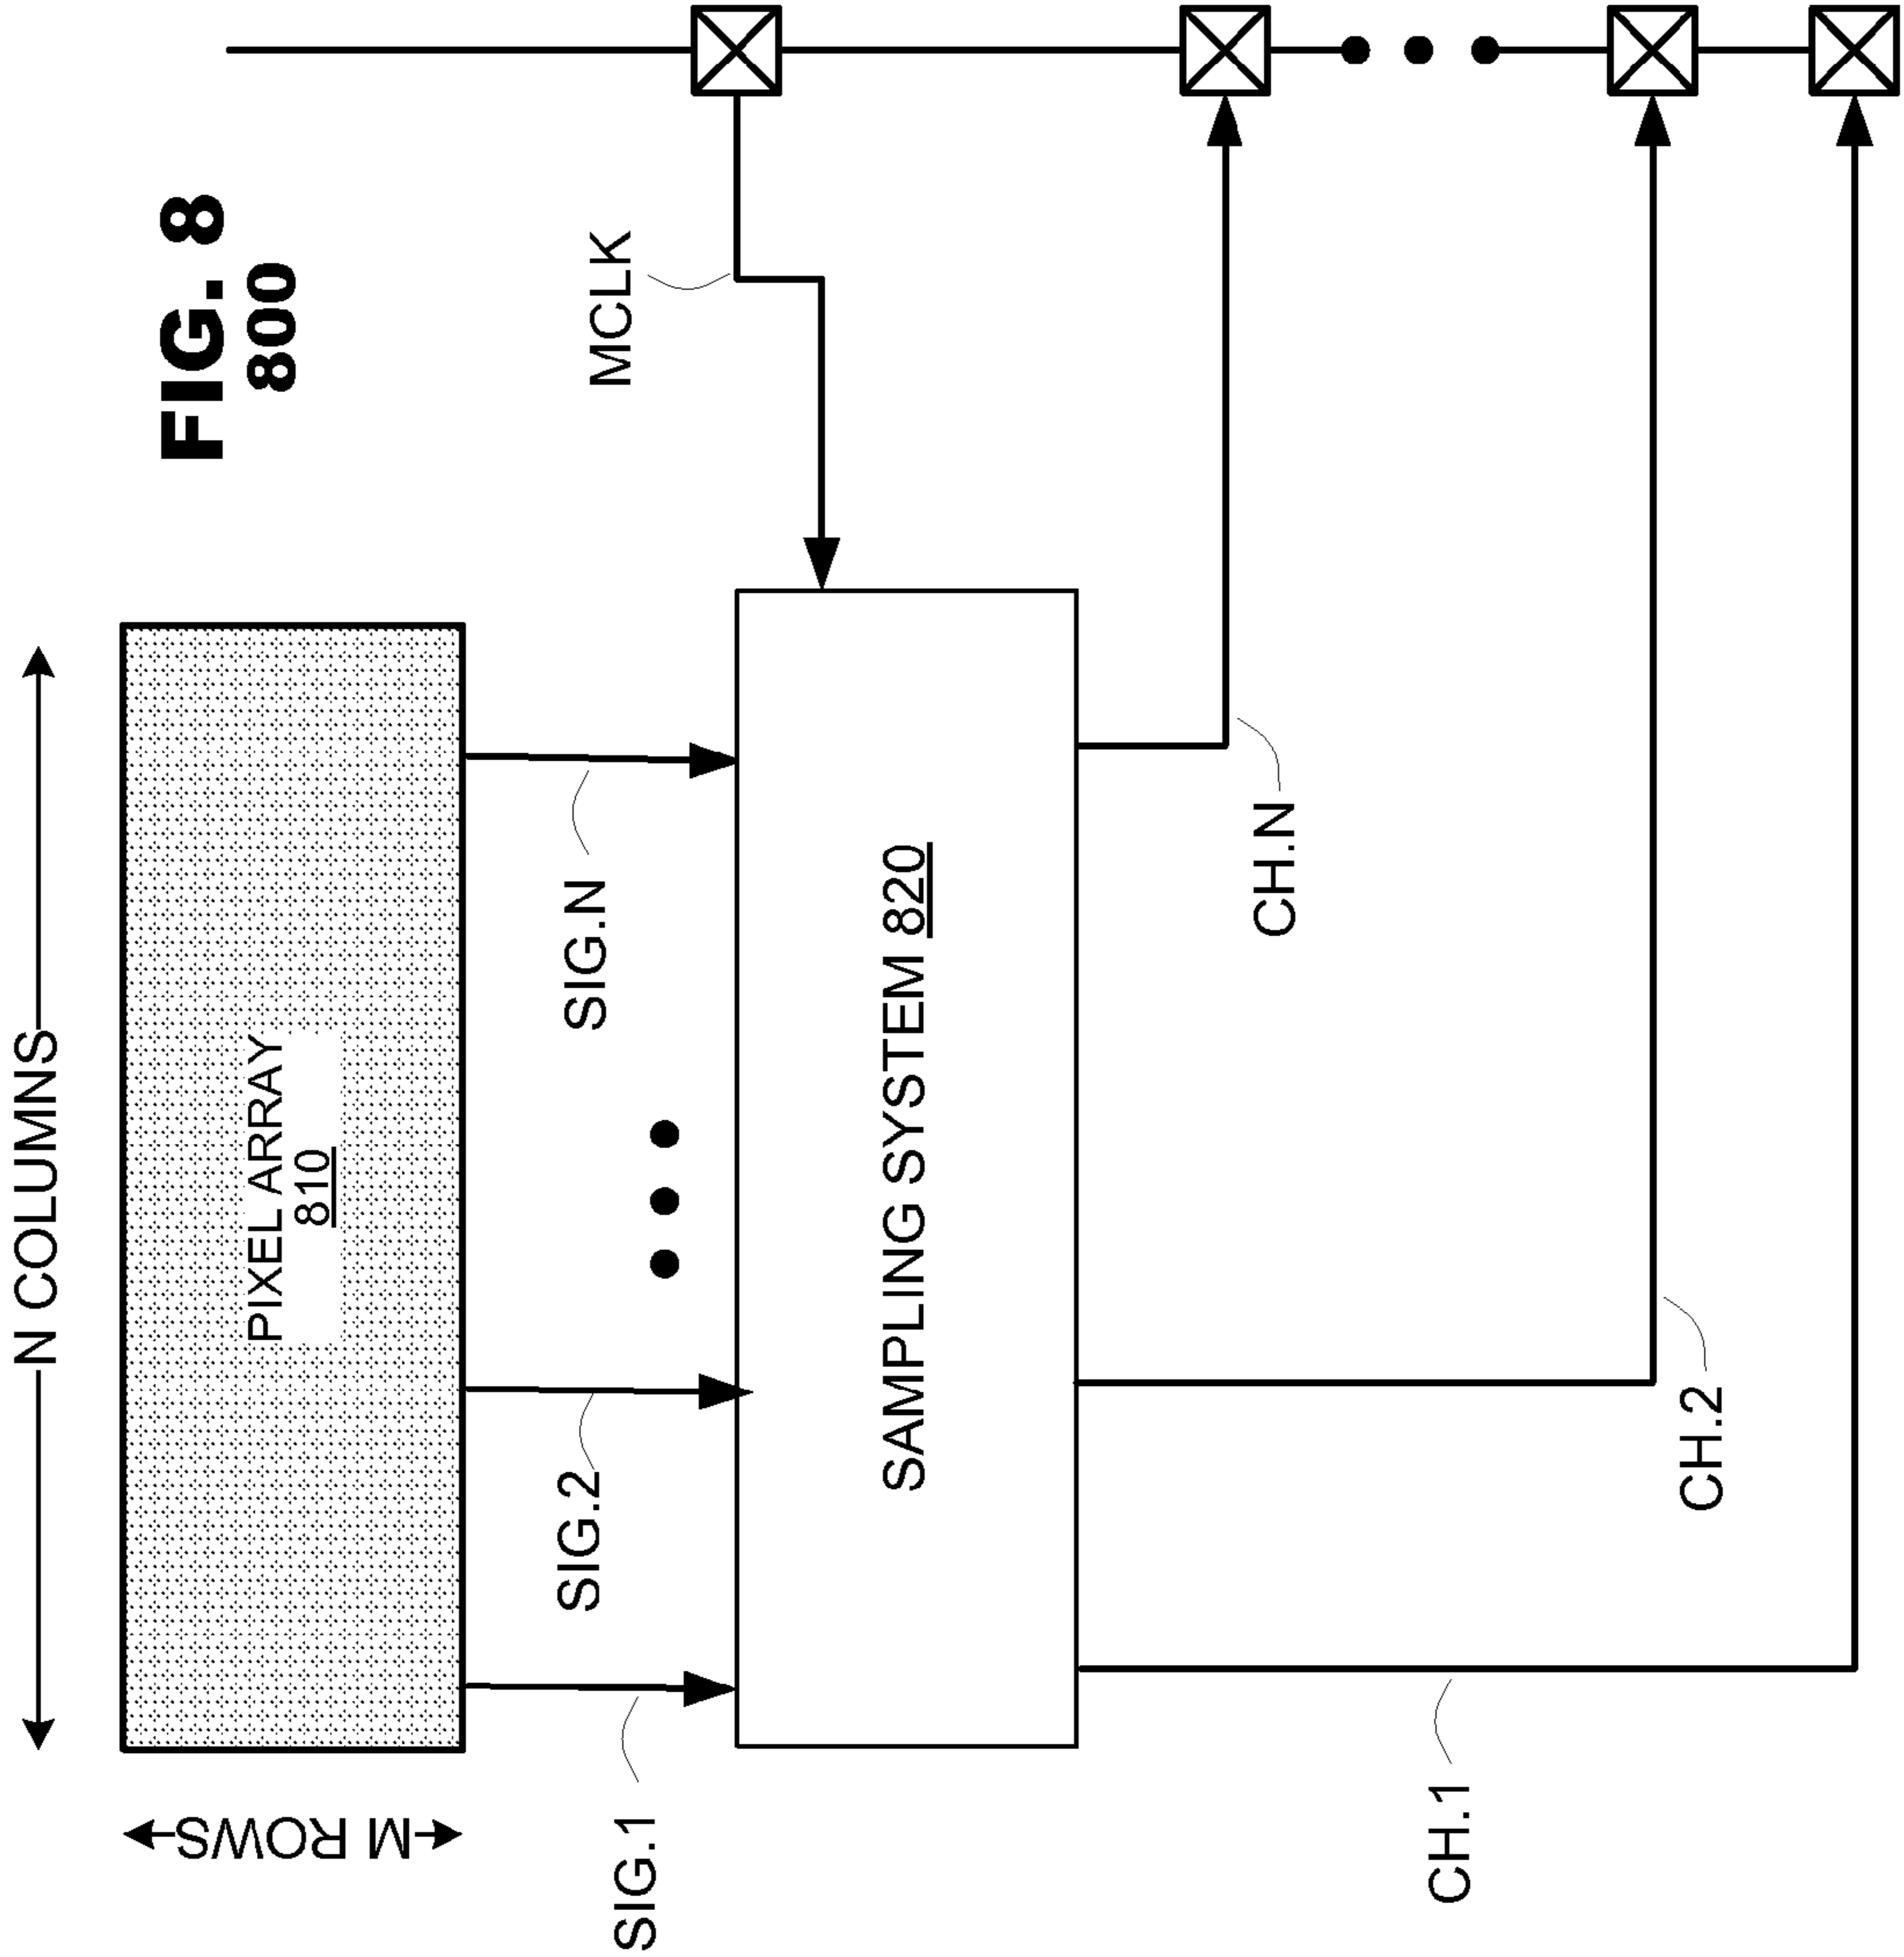 FIG. 8
800
N COLUMNS
M ROWS
PIXEL ARRAY
810
MCLK
SIG.1
SIG.2
SIG.N
SAMPLING SYSTEM 820
CH.N
CH.1
CH.2